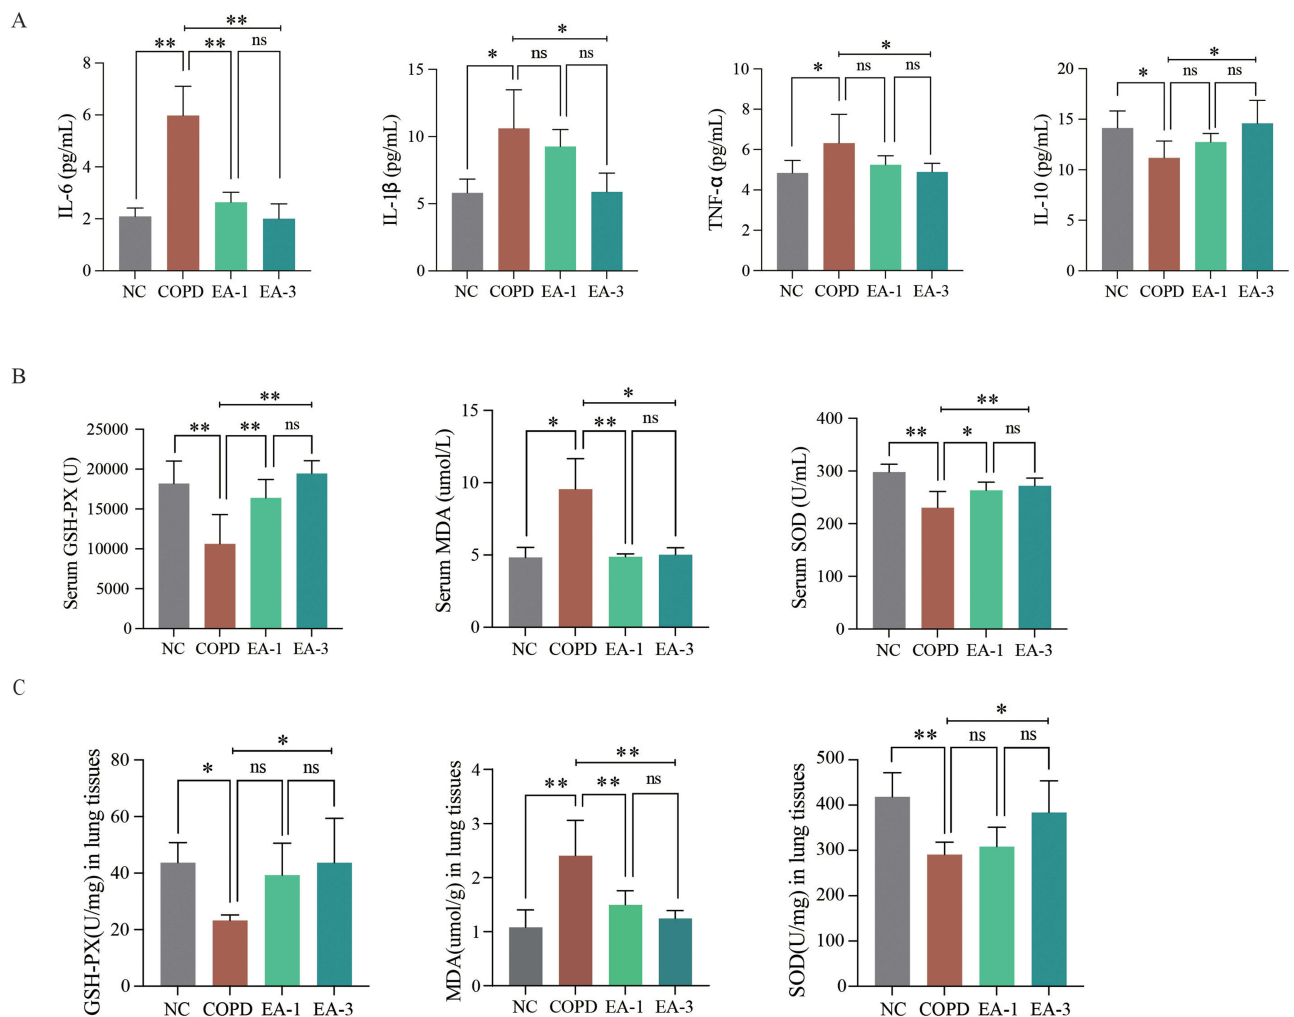 A
IL-6 (pg/mL)
8
6
4
2
0
** ** ns
**
NC COPD EA-1 EA-3
IL-1β (pg/mL)
15
10
5
0
* ns ns
*
NC COPD EA-1 EA-3
TNF-α (pg/mL)
10
8
6
4
2
0
* ns ns
*
NC COPD EA-1 EA-3
IL-10 (pg/mL)
20
15
10
5
0
* ns ns
*
NC COPD EA-1 EA-3
B
Serum GSH-PX (U)
25000
20000
15000
10000
5000
0
** ** ns
**
NC COPD EA-1 EA-3
Serum MDA (umol/L)
15
10
5
0
* ** ns
*
NC COPD EA-1 EA-3
Serum SOD (U/mL)
400
300
200
100
0
** * ns
**
NC COPD EA-1 EA-3
C
GSH-PX(U/mg) in lung tissues
80
60
40
20
0
* ns ns
*
NC COPD EA-1 EA-3
MDA(umol/g) in lung tissues
4
3
2
1
0
** ** ns
**
NC COPD EA-1 EA-3
SOD(U/mg) in lung tissues
500
400
300
200
100
0
** ns ns
*
NC COPD EA-1 EA-3